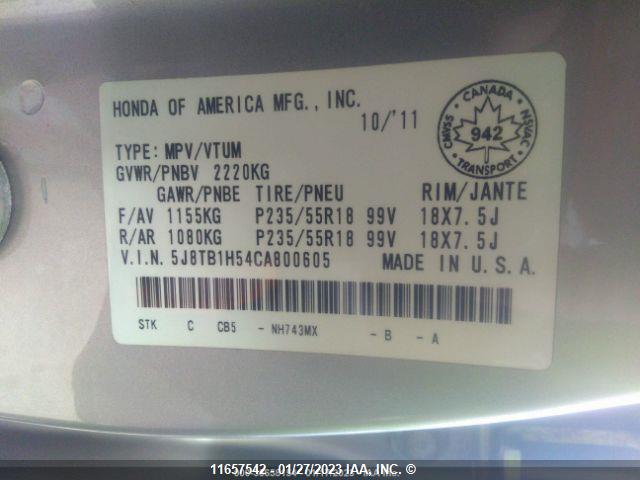 HONDA OF AMERICA MFG., INC.
10/'11
CANADA
CMVSS
942
NSVAC
TRANSPORT
TYPE: MPV/VTUM
GVWR/PNBV 2220KG
GAWR/PNBE TIRE/PNEU RIM/JANTE
F/AV 1155KG P235/55R18 99V 18X7.5J
R/AR 1080KG P235/55R18 99V 18X7.5J
V.I.N. 5J8TB1H54CA800605 MADE IN U.S.A.
STK C CB5 - NH743MX - B - A
11657542 - 01/27/2023 IAA, INC.